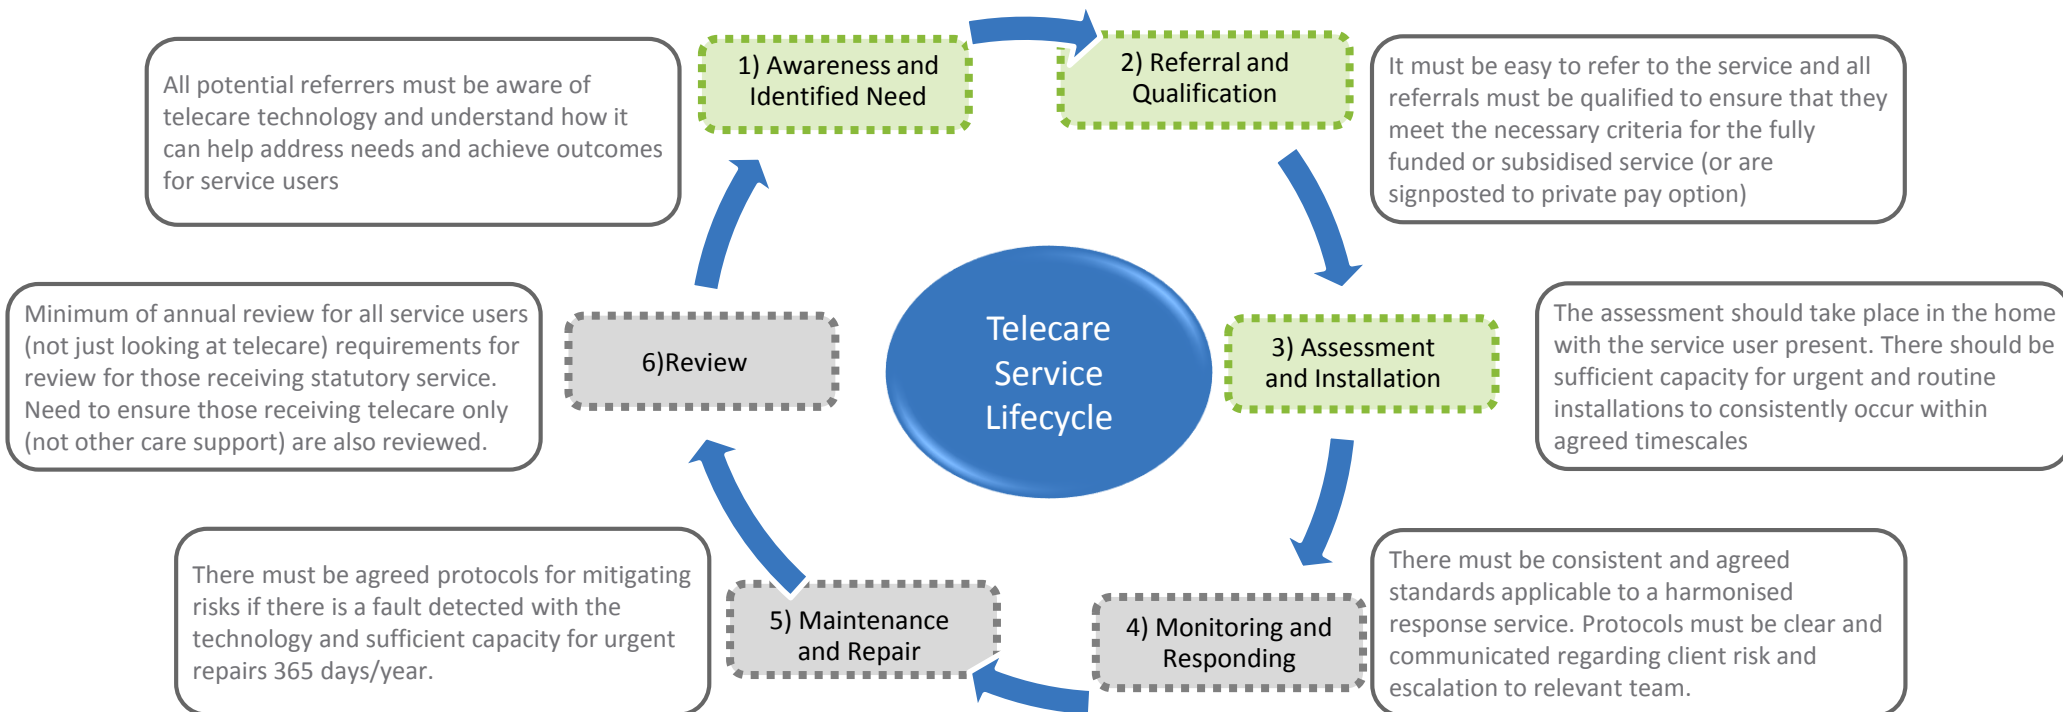 1) Awareness and
Identified Need
2) Referral and
Qualification
All potential referrers must be aware of
telecare technology and understand how it
can help address needs and achieve outcomes
for service users
It must be easy to refer to the service and all
referrals must be qualified to ensure that they
meet the necessary criteria for the fully
funded or subsidised service (or are
signposted to private pay option)
Minimum of annual review for all service users
(not just looking at telecare) requirements for
review for those receiving statutory service.
Need to ensure those receiving telecare only
(not other care support) are also reviewed.
6)Review
Telecare
Service
Lifecycle
3) Assessment
and Installation
The assessment should take place in the home
with the service user present. There should be
sufficient capacity for urgent and routine
installations to consistently occur within
agreed timescales
There must be agreed protocols for mitigating
risks if there is a fault detected with the
technology and sufficient capacity for urgent
repairs 365 days/year.
5) Maintenance
and Repair
4) Monitoring and
Responding
There must be consistent and agreed
standards applicable to a harmonised
response service. Protocols must be clear and
communicated regarding client risk and
escalation to relevant team.